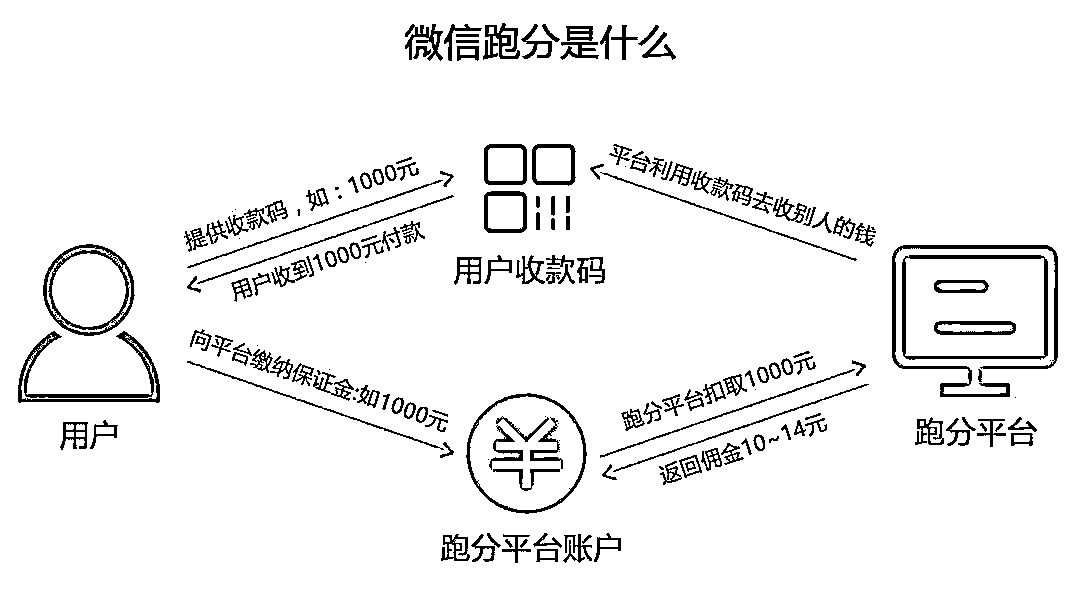 微信跑分是什么
提供收款码，如：1000元
用户收到1000元付款
用户收款码
平台利用收款码去收别人的钱
向平台缴纳保证金:如1000元
用户
跑分平台扣取1000元
返回佣金10~14元
跑分平台
跑分平台账户